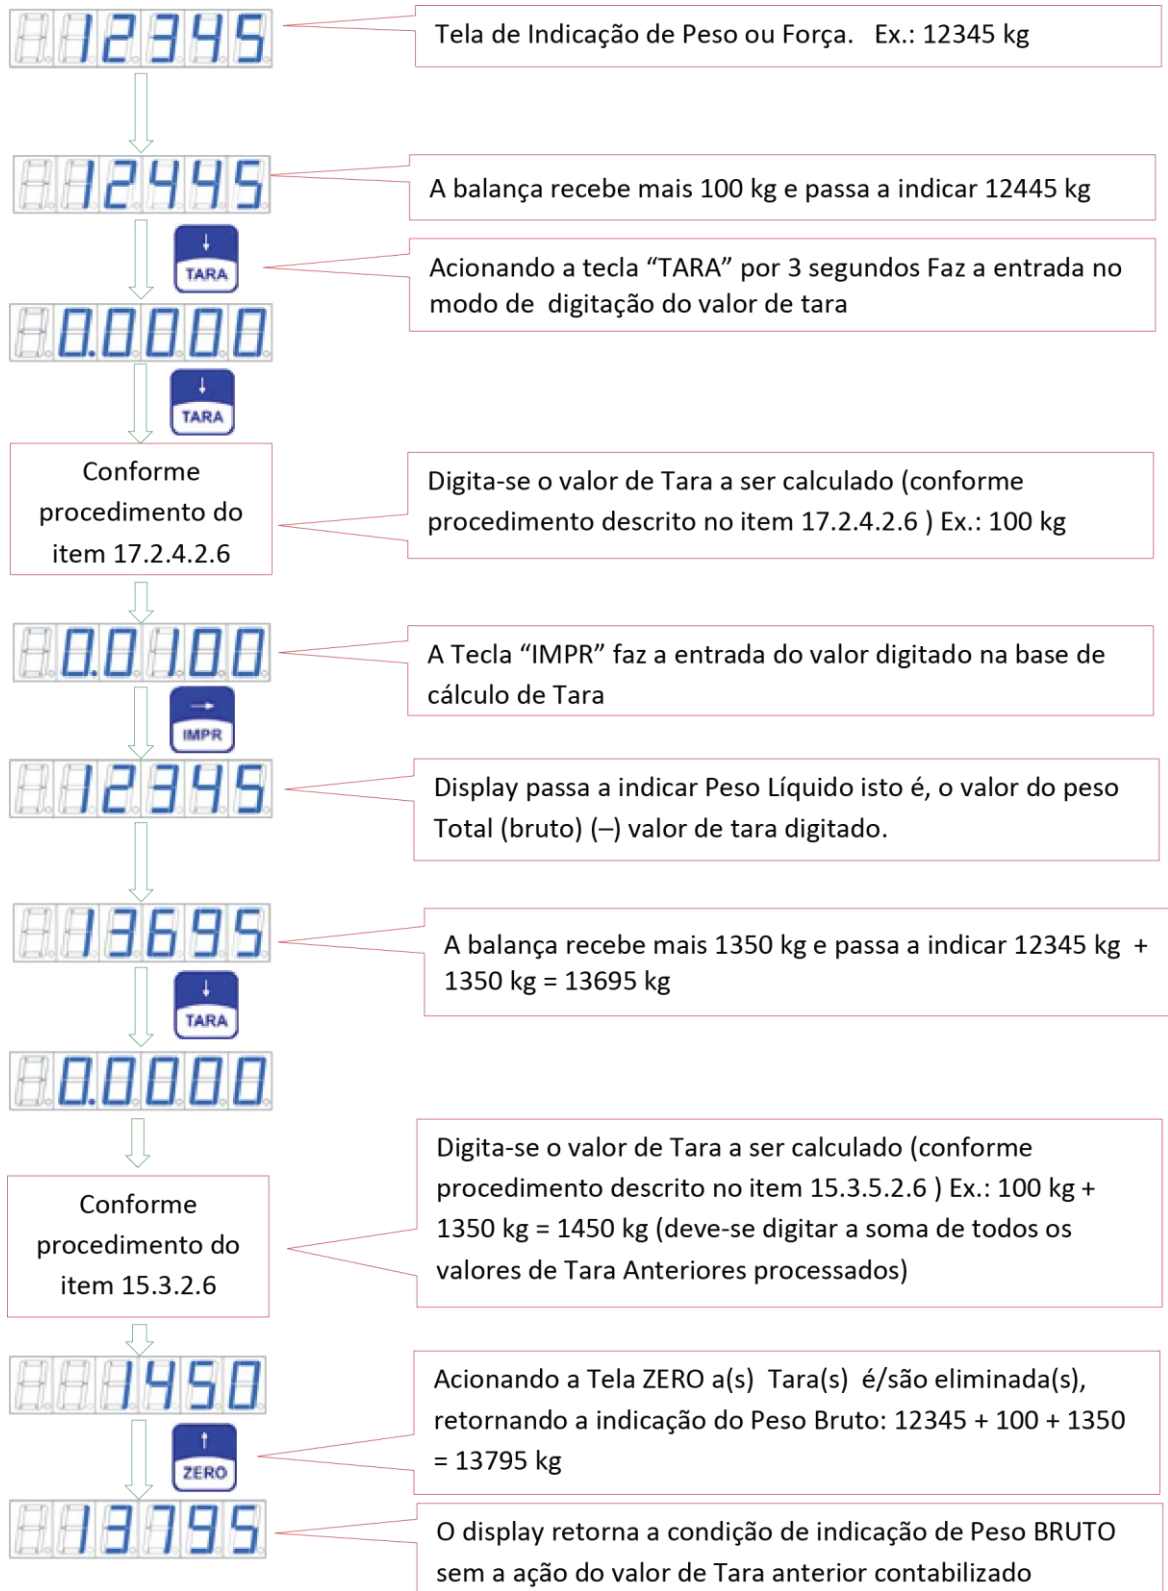 12345
Tela de Indicação de Peso ou Força.   Ex.: 12345 kg
12445
A balança recebe mais 100 kg e passa a indicar 12445 kg
TARA
Acionando a tecla “TARA” por 3 segundos Faz a entrada no
modo de  digitação do valor de tara
0.0000
TARA
Conforme
procedimento do
item 17.2.4.2.6
Digita-se o valor de Tara a ser calculado (conforme
procedimento descrito no item 17.2.4.2.6 ) Ex.: 100 kg
0.0100
A Tecla “IMPR” faz a entrada do valor digitado na base de
cálculo de Tara
IMPR
12345
Display passa a indicar Peso Líquido isto é, o valor do peso
Total (bruto) (–) valor de tara digitado.
13695
A balança recebe mais 1350 kg e passa a indicar 12345 kg  +
1350 kg = 13695 kg
TARA
0.0000
Digita-se o valor de Tara a ser calculado (conforme
procedimento descrito no item 15.3.5.2.6 ) Ex.: 100 kg +
1350 kg = 1450 kg (deve-se digitar a soma de todos os
valores de Tara Anteriores processados)
Conforme
procedimento do
item 15.3.2.6
1450
Acionando a Tela ZERO a(s)  Tara(s)  é/são eliminada(s),
retornando a indicação do Peso Bruto: 12345 + 100 + 1350
= 13795 kg
ZERO
13795
O display retorna a condição de indicação de Peso BRUTO
sem a ação do valor de Tara anterior contabilizado